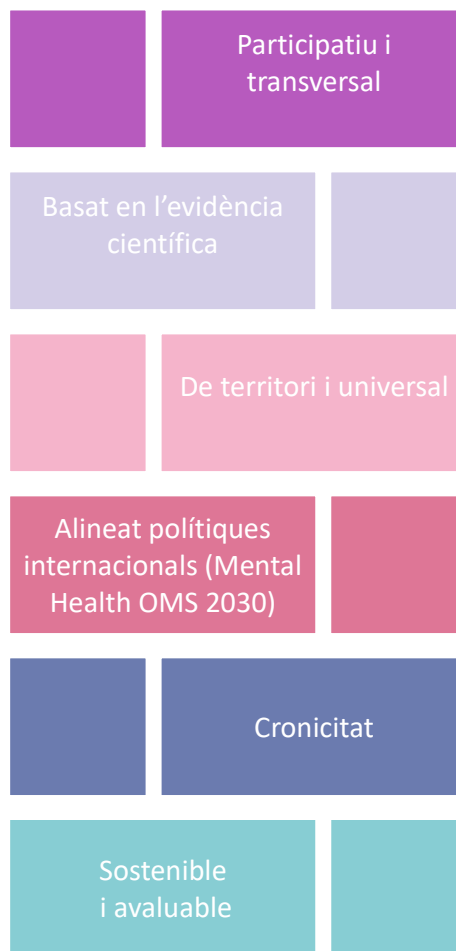 Participatiu i
transversal
Basat en l’evidència
científica
De territori i universal
Alineat polítiques
internacionals (Mental
Health OMS 2030)
Cronicitat
Sostenible
i avaluable